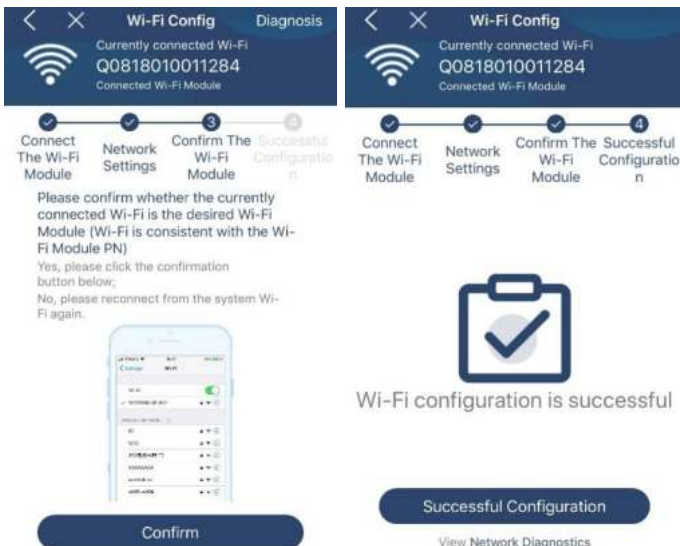 Wi-Fi Config
Diagnosis
Currently connected Wi-Fi
Q0818010011284
Connected Wi-Fi Module
3
4
Connect
The Wi-Fi
Module
Network
Settings
Confirm The
Wi-Fi
Module
Successful
Configuratio
n
Please confirm whether the currently
connected Wi-Fi is the desired Wi-Fi
Module (Wi-Fi is consistent with the Wi-
Fi Module PN)
Yes, please click the confirmation
button below;
No, please reconnect from the system Wi-
Fi again.
Confirm
Wi-Fi Config
Currently connected Wi-Fi
Q0818010011284
Connected Wi-Fi Module
4
Connect
The Wi-Fi
Module
Network
Settings
Confirm The
Wi-Fi
Module
Successful
Configuratio
n
Wi-Fi configuration is successful
Successful Configuration
View Network Diagnostics